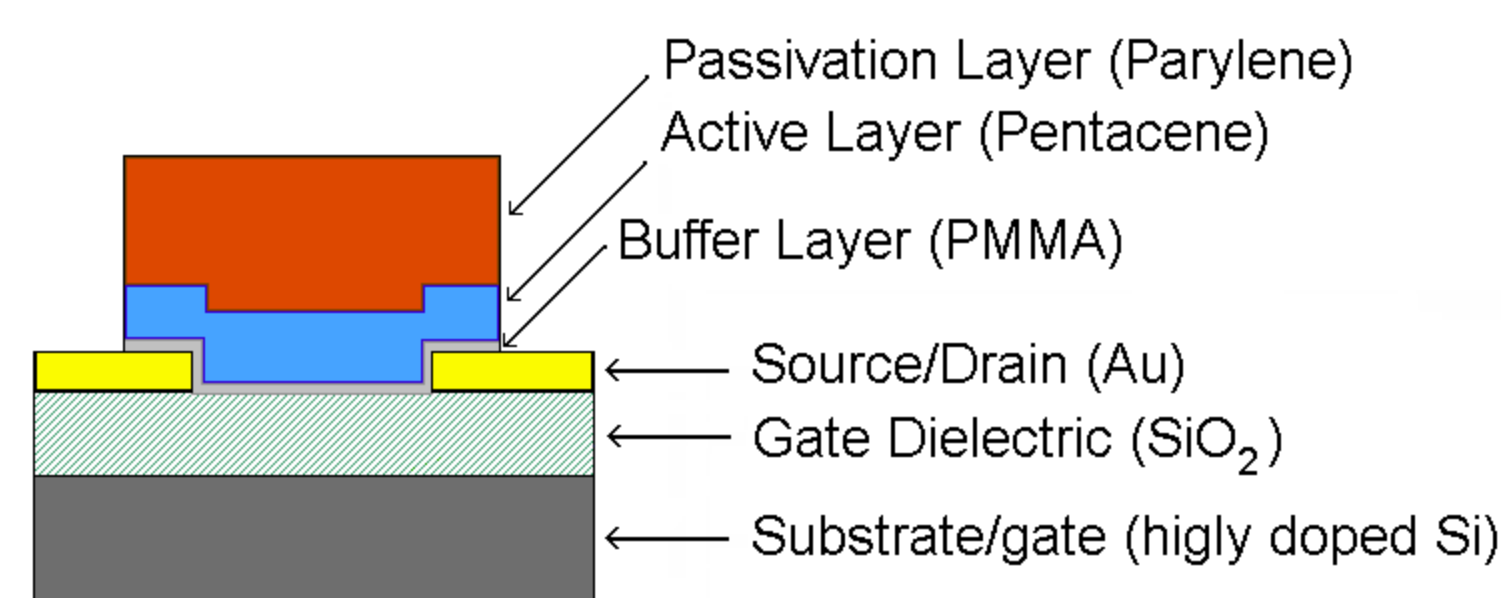 Passivation Layer (Parylene)
Active Layer (Pentacene)
Buffer Layer (PMMA)
Source/Drain (Au)
Gate Dielectric (SiO₂)
Substrate/gate (higly doped Si)